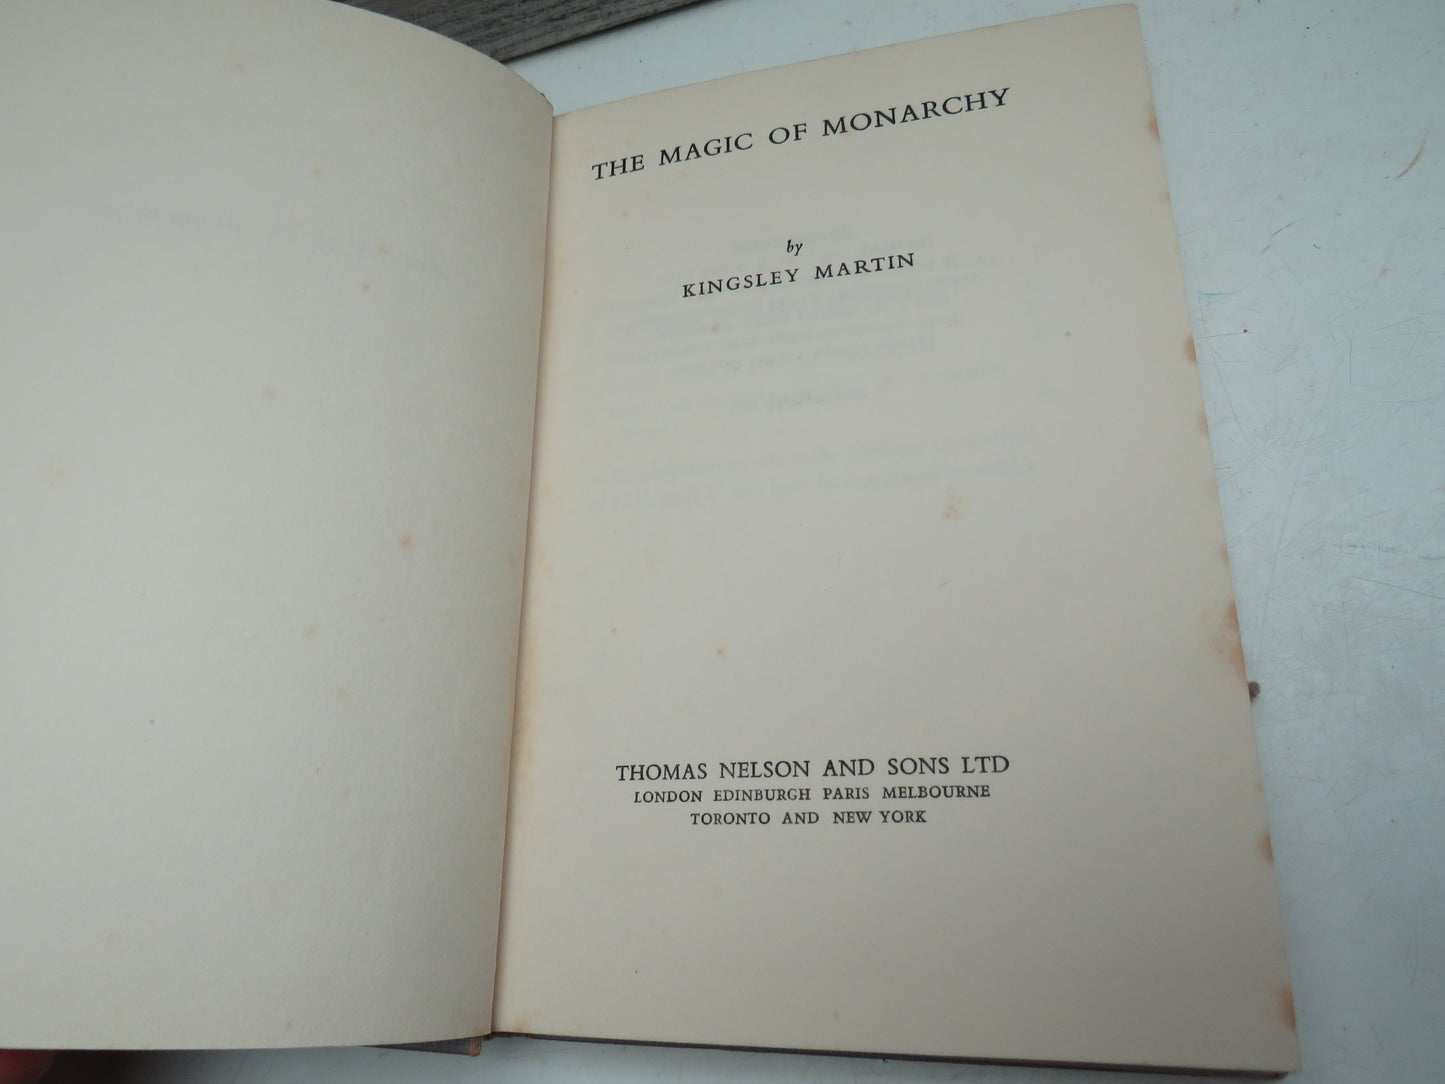 THE MAGIC OF MONARCHY
by
KINGSLEY MARTIN
THOMAS NELSON AND SONS LTD
LONDON EDINBURGH PARIS MELBOURNE
TORONTO AND NEW YORK